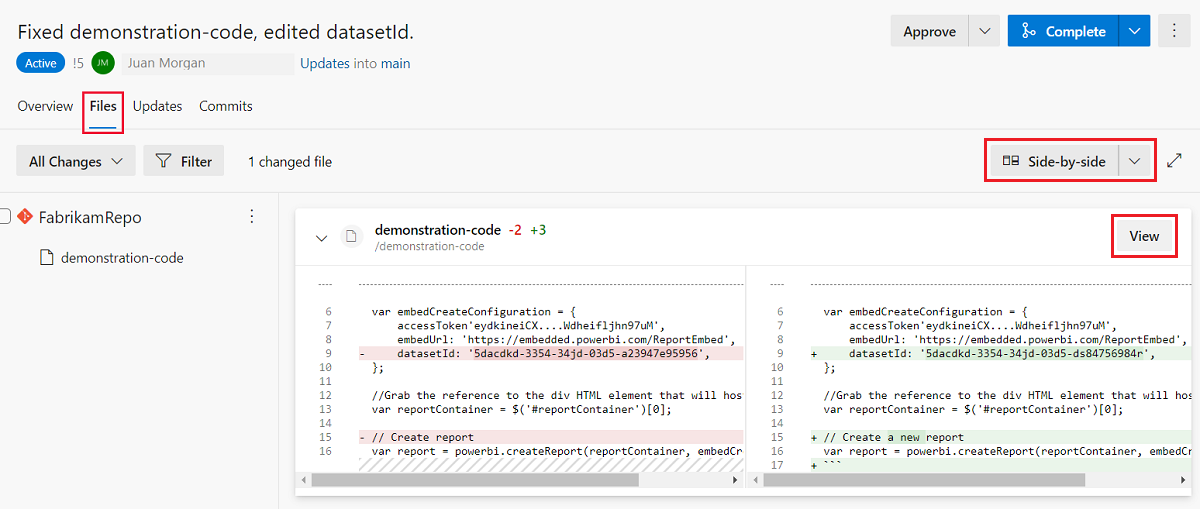 Fixed demonstration-code, edited datasetId.
Approve
Complete
Active !5 JM Juan Morgan Updates into main
Overview Files Updates Commits
All Changes Filter 1 changed file Side-by-side
FabrikamRepo
demonstration-code
demonstration-code -2 +3
/demonstration-code
View
6 var embedCreateConfiguration = {
7 accessToken'eydkineiCX....Wdheifljhn97uM',
8 embedUrl: 'https://embedded.powerbi.com/ReportEmbed',
9 - datasetId: '5dacdkd-3354-34jd-03d5-a23947e95956',
10 };
11
12 //Grab the reference to the div HTML element that will hos
13 var reportContainer = $('#reportContainer')[0];
14
15 - // Create report
16 var report = powerbi.createReport(reportContainer, embedCr
6 var embedCreateConfiguration = {
7 accessToken'eydkineiCX....Wdheifljhn97uM',
8 embedUrl: 'https://embedded.powerbi.com/ReportEmbed',
9 + datasetId: '5dacdkd-3354-34jd-03d5-ds84756984r',
10 };
11
12 //Grab the reference to the div HTML element that will hos
13 var reportContainer = $('#reportContainer')[0];
14
15 + // Create a new report
16 var report = powerbi.createReport(reportContainer, embedCr
17 + ```